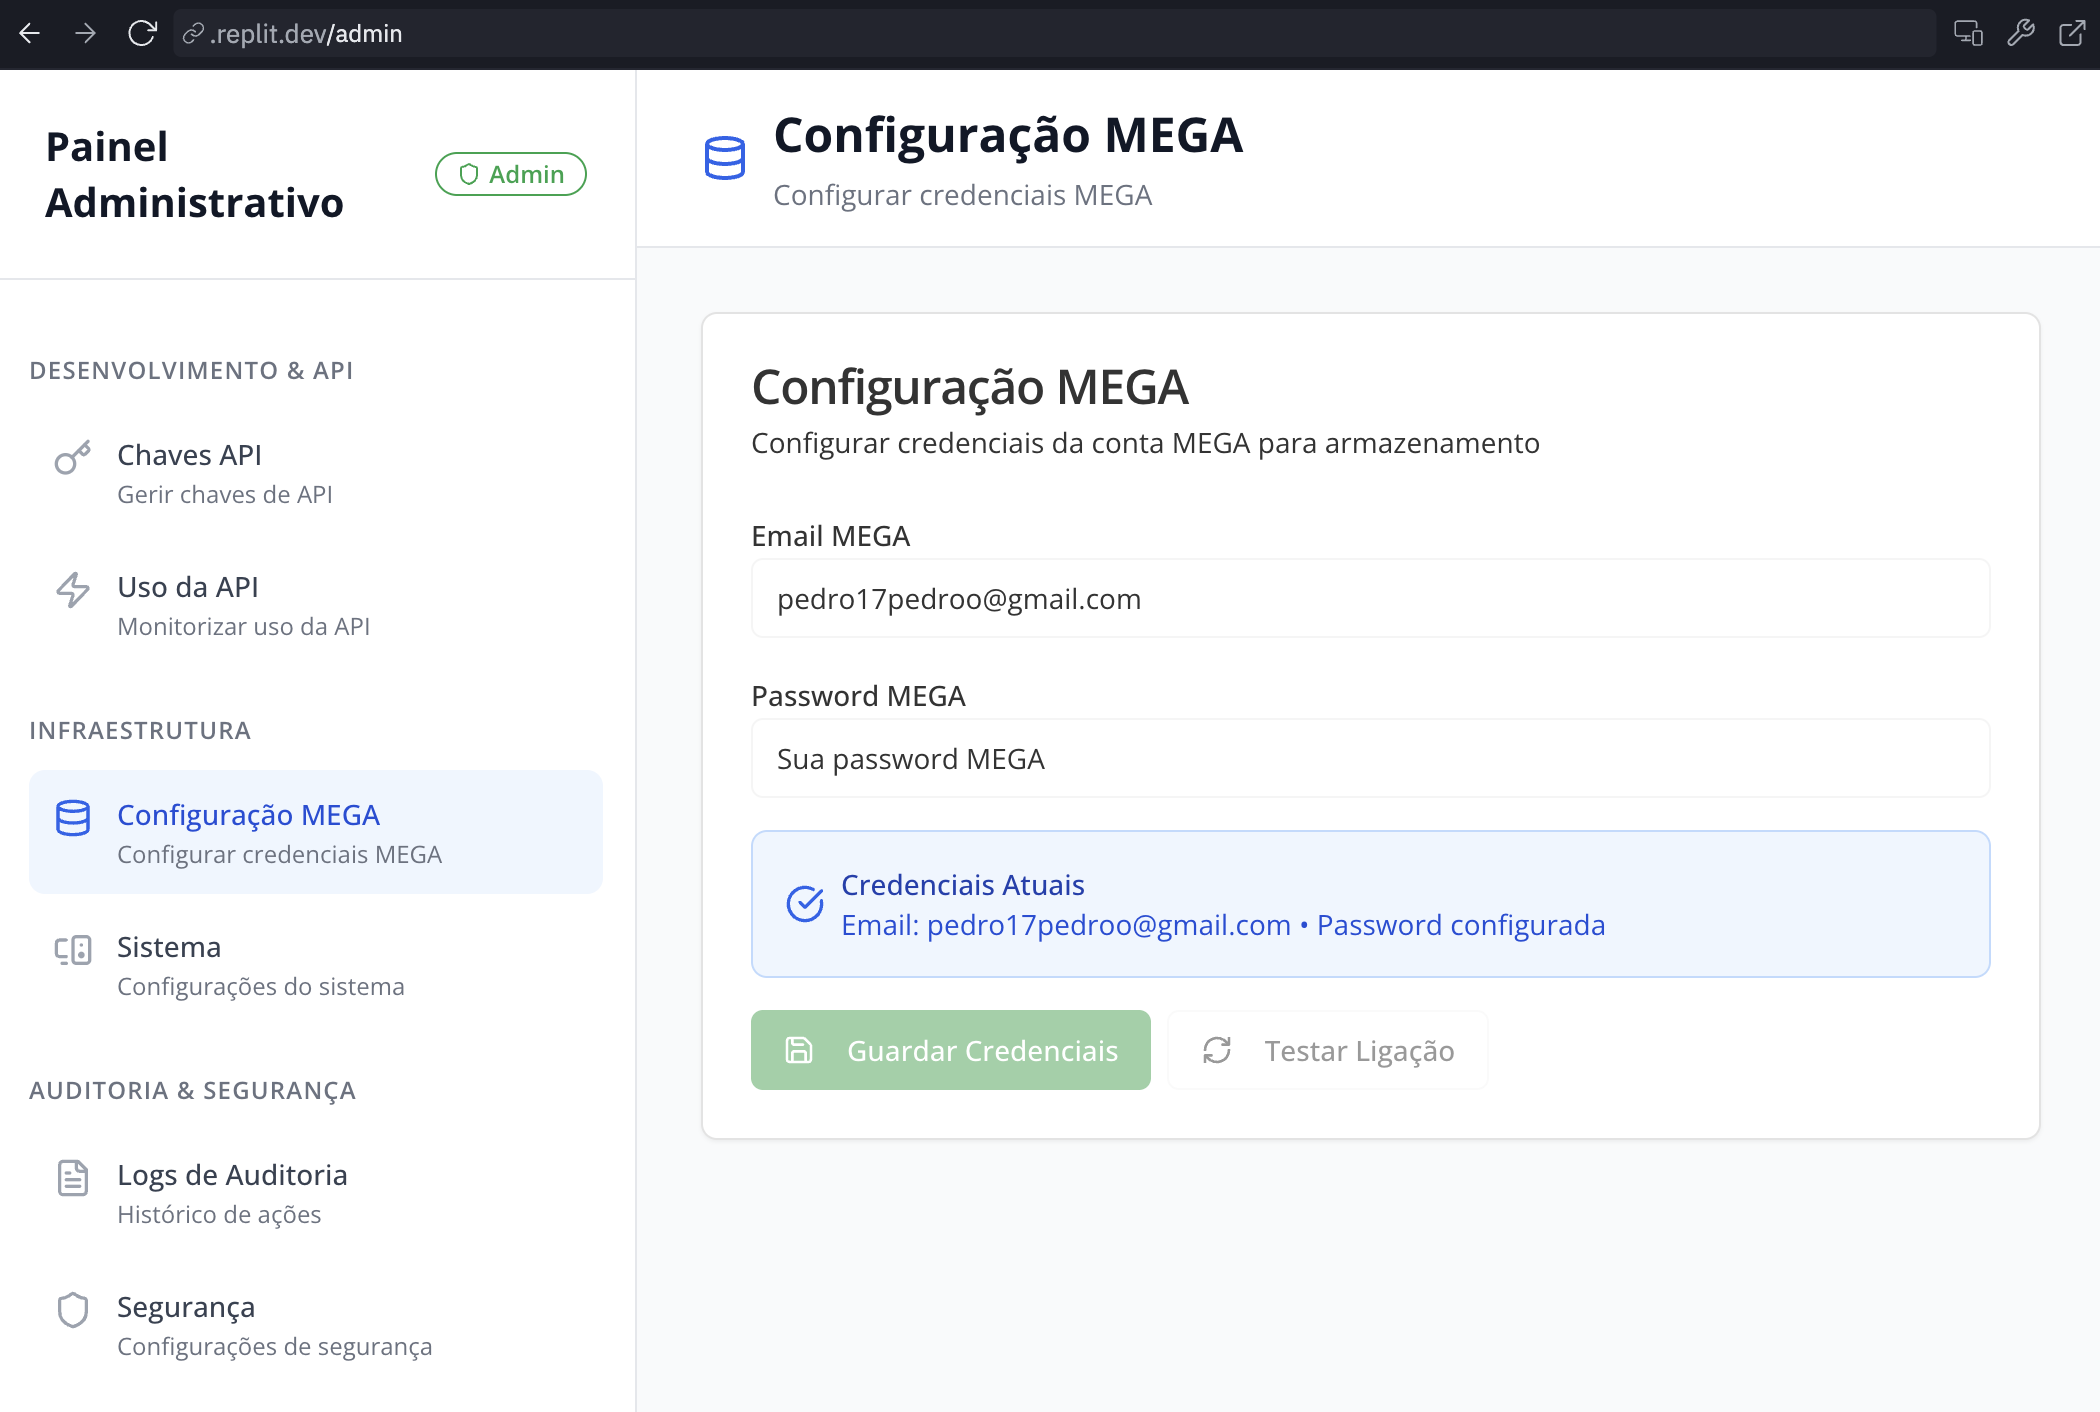 .replit.dev/admin
Painel
Administrativo
Admin
DESENVOLVIMENTO & API
Chaves API
Gerir chaves de API
Uso da API
Monitorizar uso da API
INFRAESTRUTURA
Configuração MEGA
Configurar credenciais MEGA
Sistema
Configurações do sistema
AUDITORIA & SEGURANÇA
Logs de Auditoria
Histórico de ações
Segurança
Configurações de segurança
Configuração MEGA
Configurar credenciais MEGA
Configuração MEGA
Configurar credenciais da conta MEGA para armazenamento
Email MEGA
pedro17pedroo@gmail.com
Password MEGA
Sua password MEGA
Credenciais Atuais
Email: pedro17pedroo@gmail.com • Password configurada
Guardar Credenciais
Testar Ligação